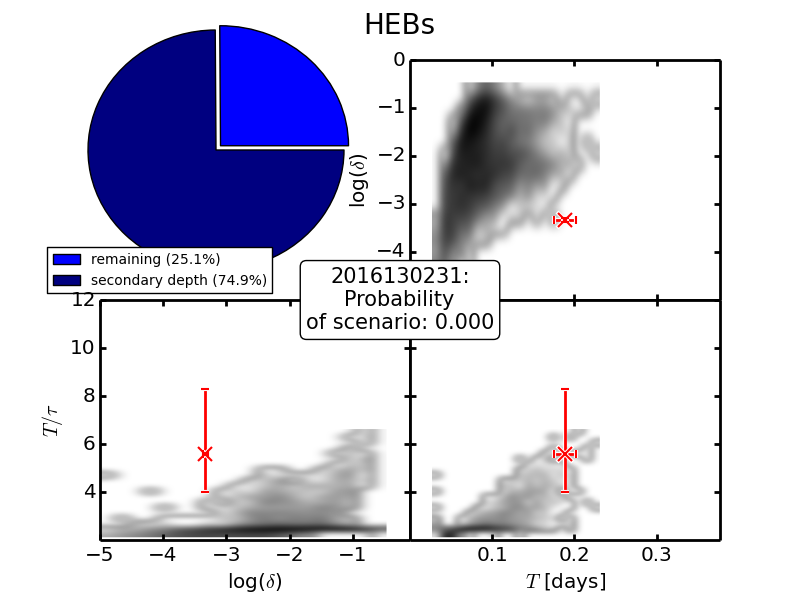 HEBs
remaining (25.1%)
secondary depth (74.9%)
log(δ)
0
−1
−2
−3
−4
2016130231:
Probability
of scenario: 0.000
T/τ
12
10
8
6
4
−5
−4
−3
−2
−1
log(δ)
0.1
0.2
0.3
T [days]